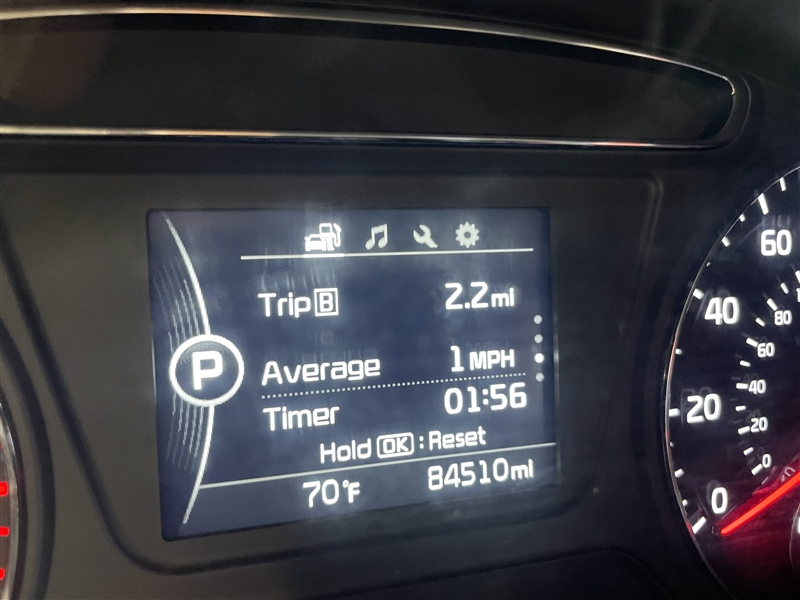 Trip B 2.2 mi
P
Average 1 MPH
Timer 01:56
Hold OK : Reset
70°F 84510 mi
60
40
20
0
80
60
40
20
0